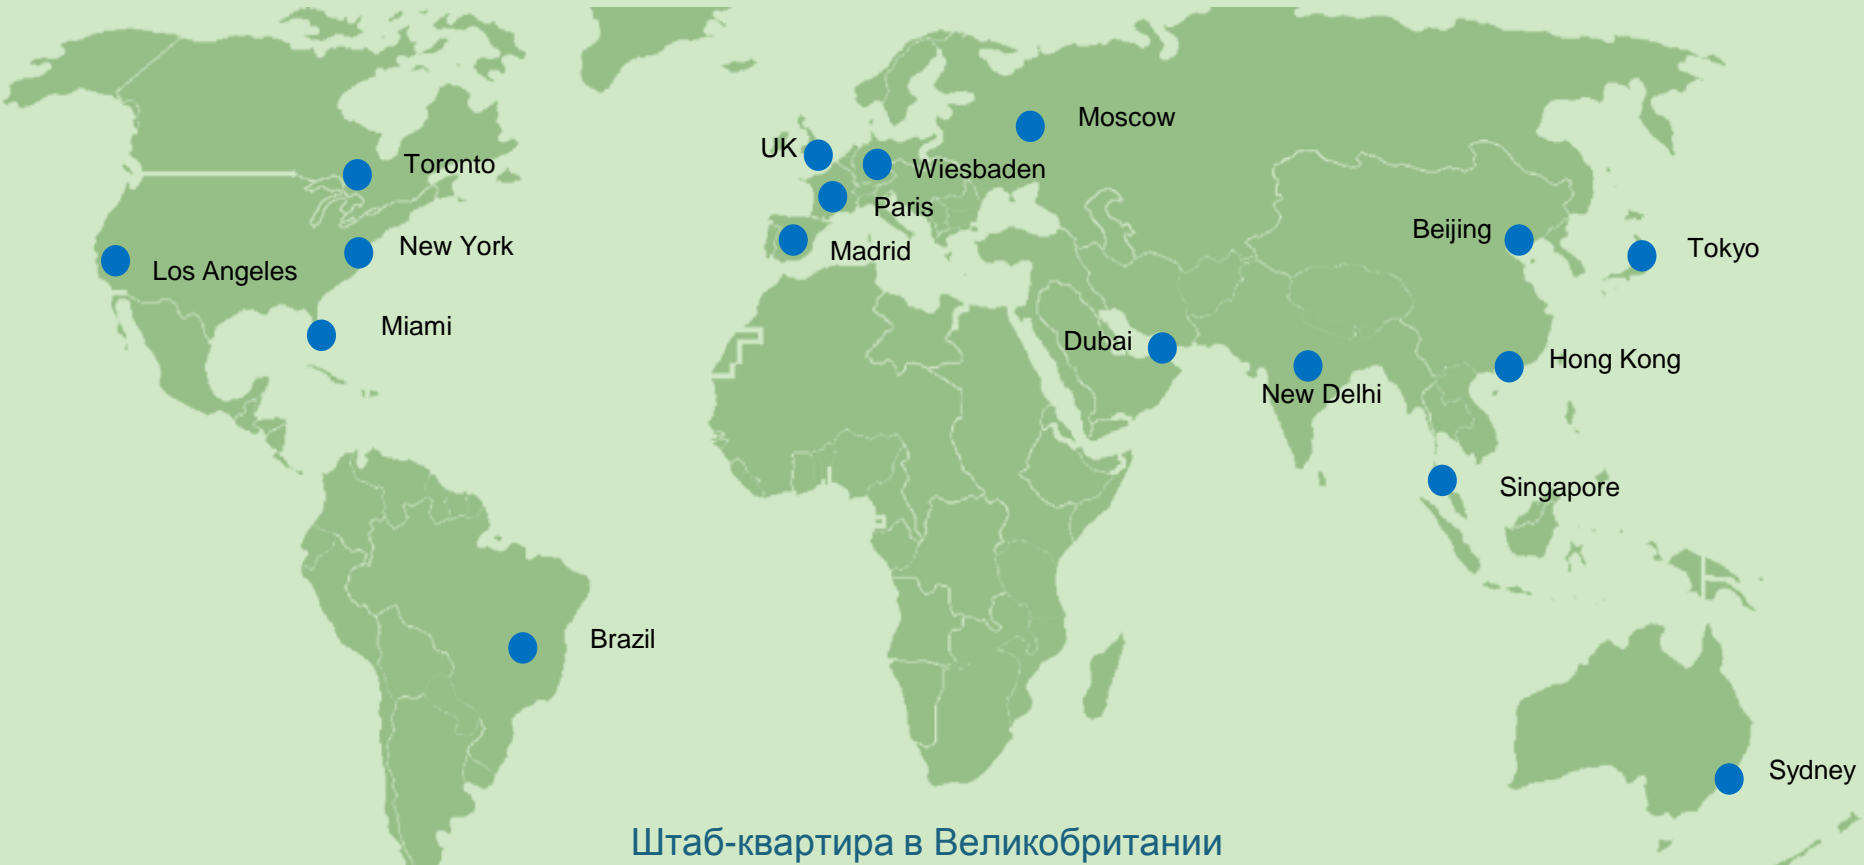 Moscow
UK
Toronto
Wiesbaden
Paris
Beijing
New York
Madrid
Tokyo
Los Angeles
Miami
Dubai
Hong Kong
New Delhi
Singapore
Brazil
Sydney
Штаб-квартира в Великобритании